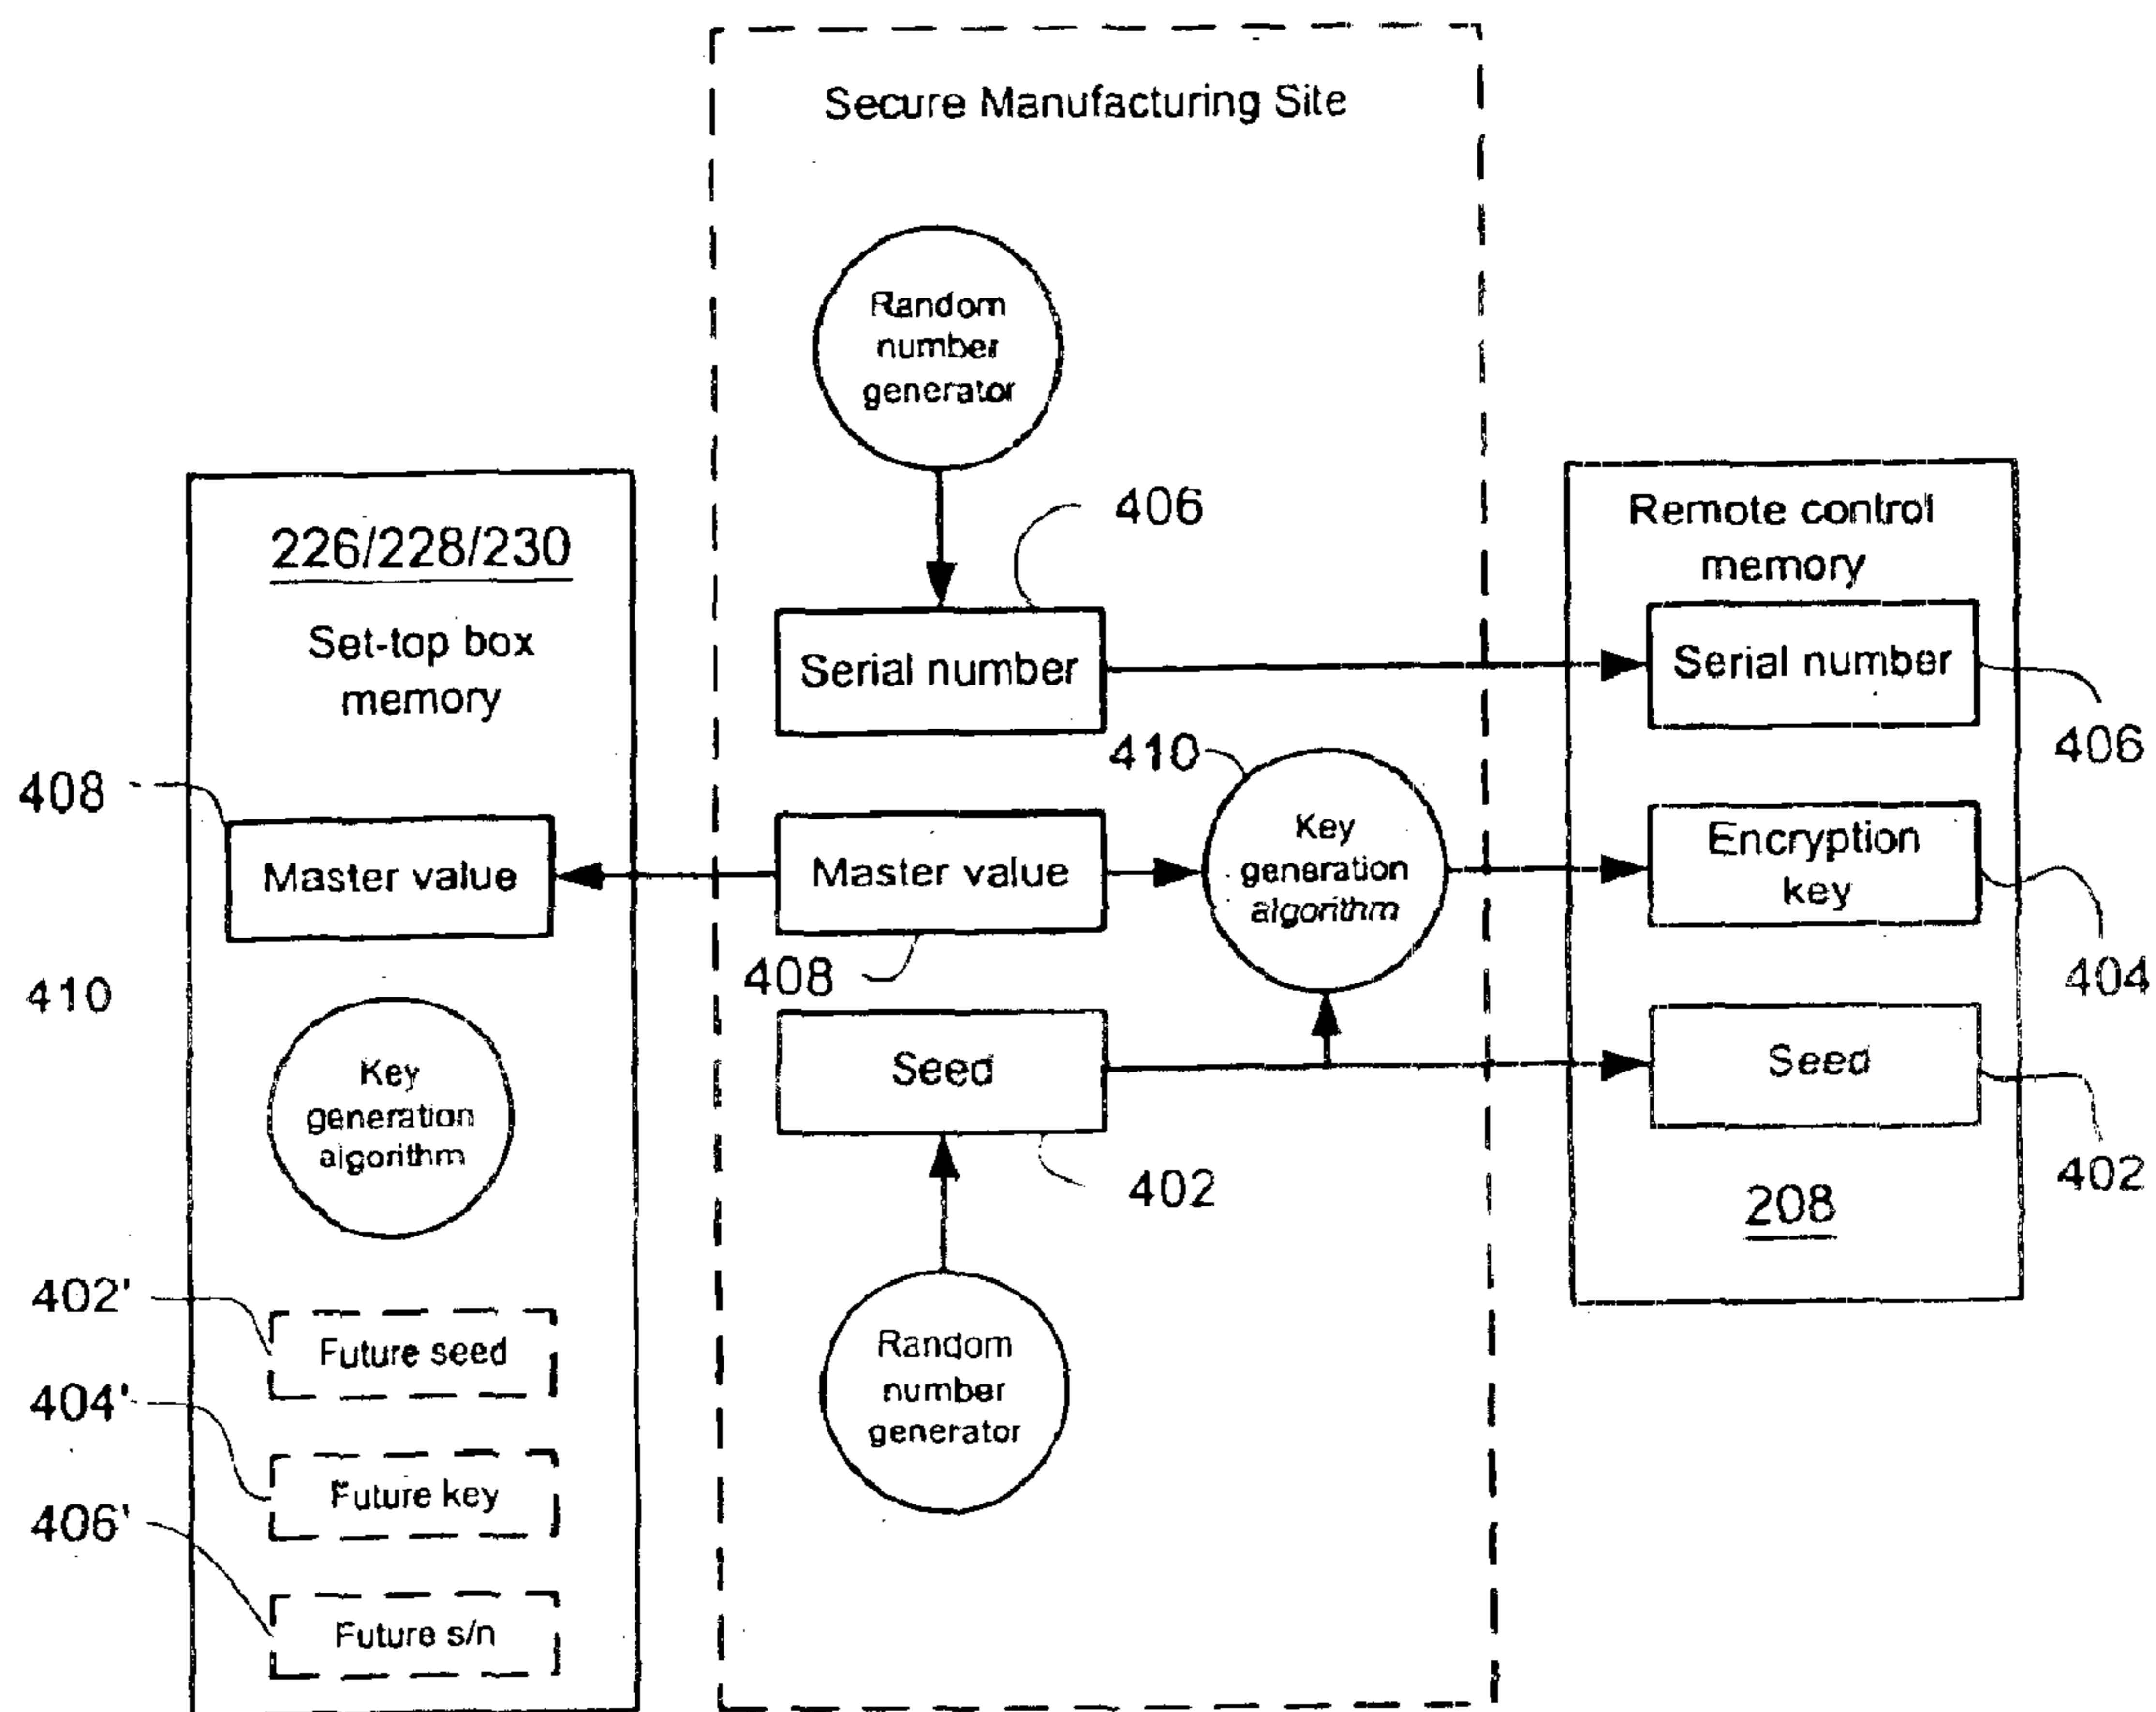 Secure Manufacturing Site
Random
number
generator
406
Serial number
410
Master value
408
Key
generation
algorithm
Seed
402
Random
number
generator
226/228/230
Set-top box
memory
408
Master value
410
Key
generation
algorithm
402'
Future seed
404'
Future key
406'
Future s/n
Remote control
memory
Serial number
406
Encryption
key
404
Seed
402
208